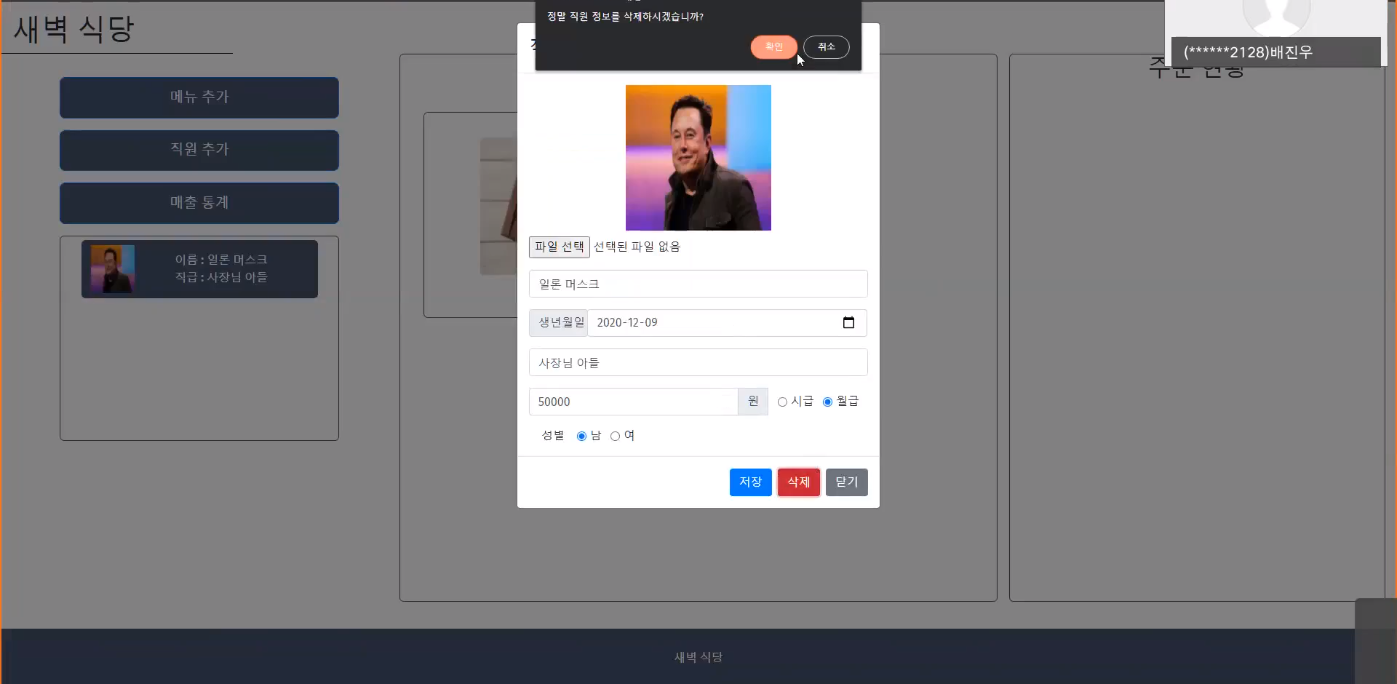 새벽 식당
정말 직원 정보를 삭제하시겠습니까?
확인
취소
(******2128)배진우
주문 현황
메뉴 추가
직원 추가
매출 통계
이름 : 일론 머스크
직급 : 사장님 아들
파일 선택 선택된 파일 없음
일론 머스크
생년월일 2020-12-09
사장님 아들
50000 원 시급 월급
성별 남 여
저장 삭제 닫기
새벽 식당